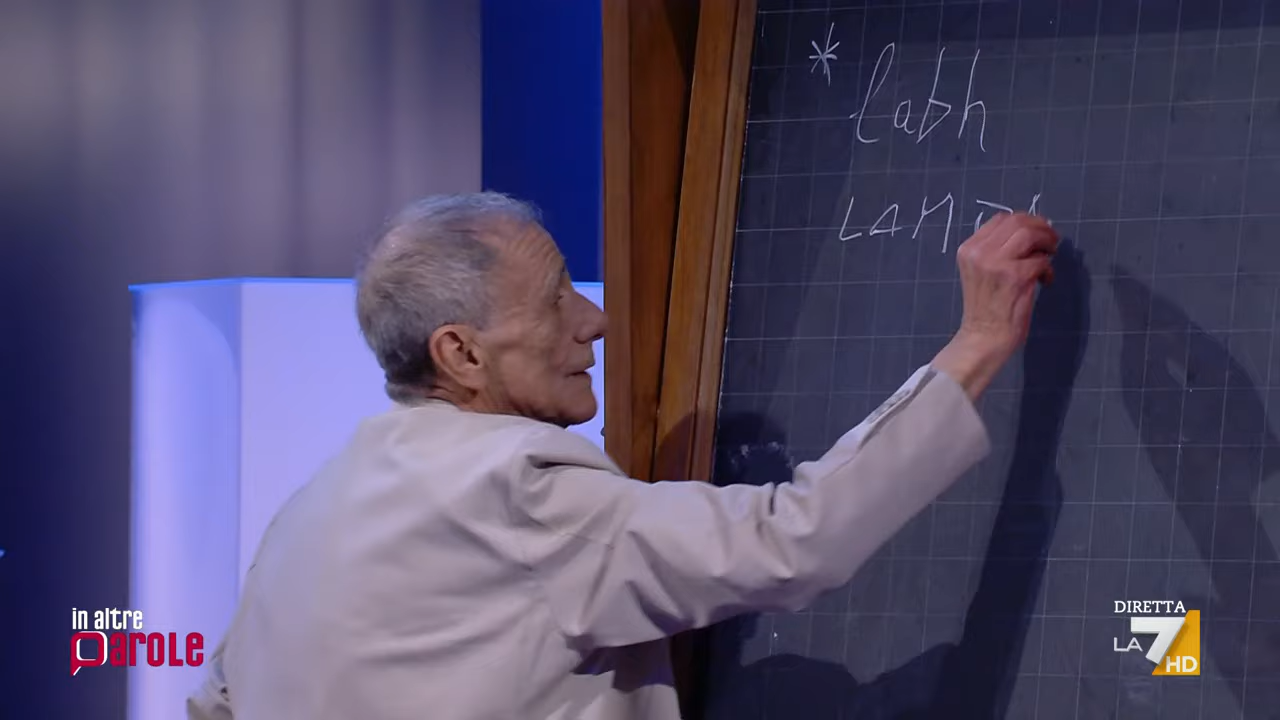 * labh
in altre
PAROLE
DIRETTA
LA 7
HD